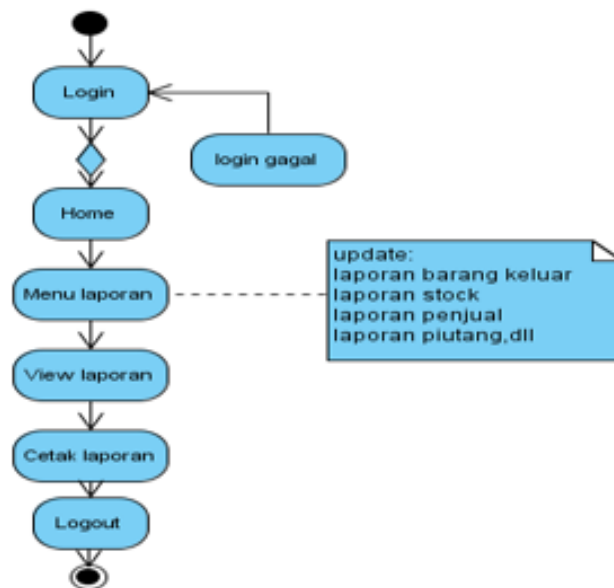 Login
login gagal
Home
Menu laporan
update:
laporan barang keluar
laporan stock
laporan penjual
laporan piutang,dll
View laporan
Cetak laporan
Logout